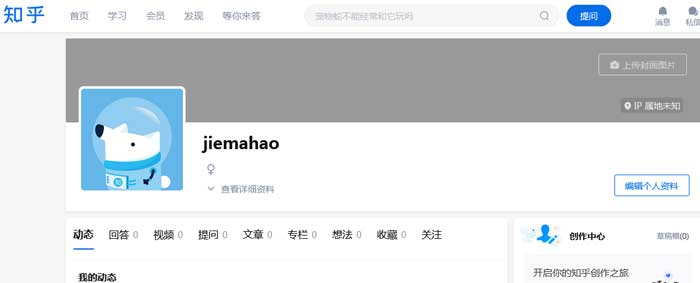 知乎 首页 学习 会员 发现 等你来答 宠物蛇不能经常和它玩吗 提问 消息 私信
上传封面图片
IP 属地未知
jiemahao
♀
查看详细资料
编辑个人资料
动态 回答 0 视频 0 提问 0 文章 0 专栏 0 想法 0 收藏 0 关注
创作中心 草稿箱(0)
我的动态
开启你的知乎创作之旅